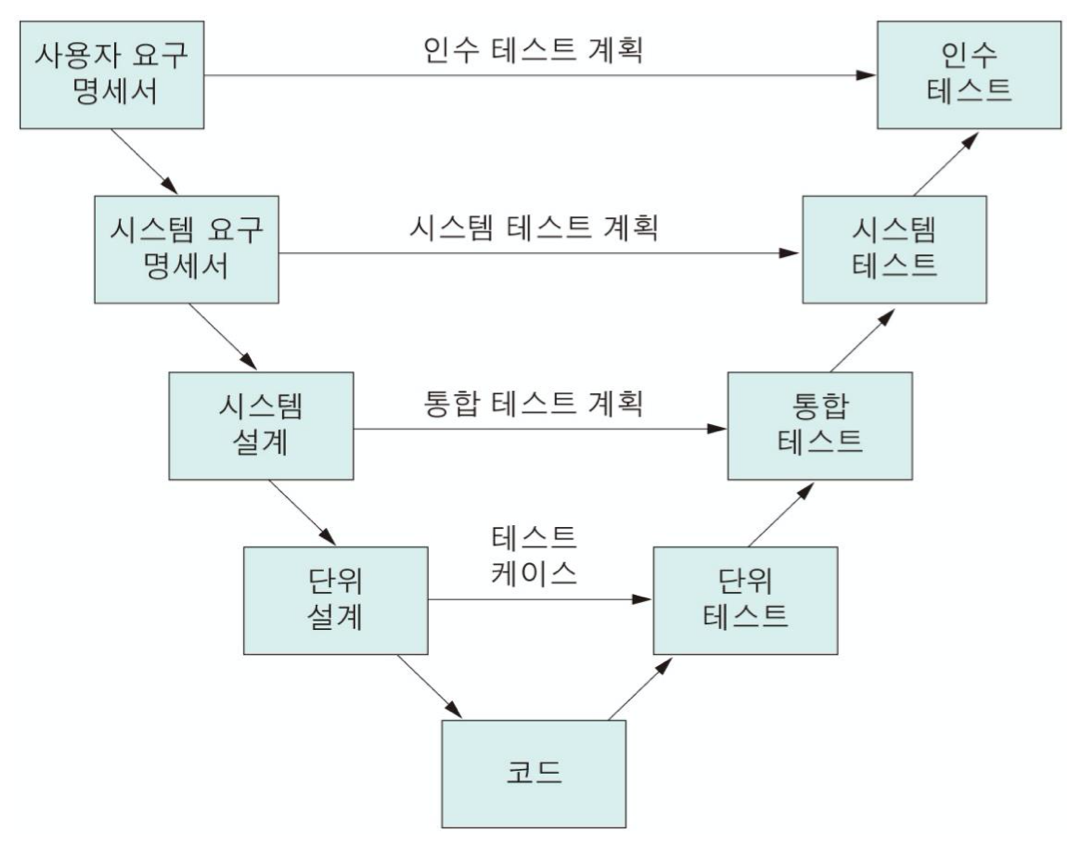 사용자 요구
명세서
인수 테스트 계획
인수
테스트
시스템 요구
명세서
시스템 테스트 계획
시스템
테스트
시스템
설계
통합 테스트 계획
통합
테스트
단위
설계
테스트
케이스
단위
테스트
코드